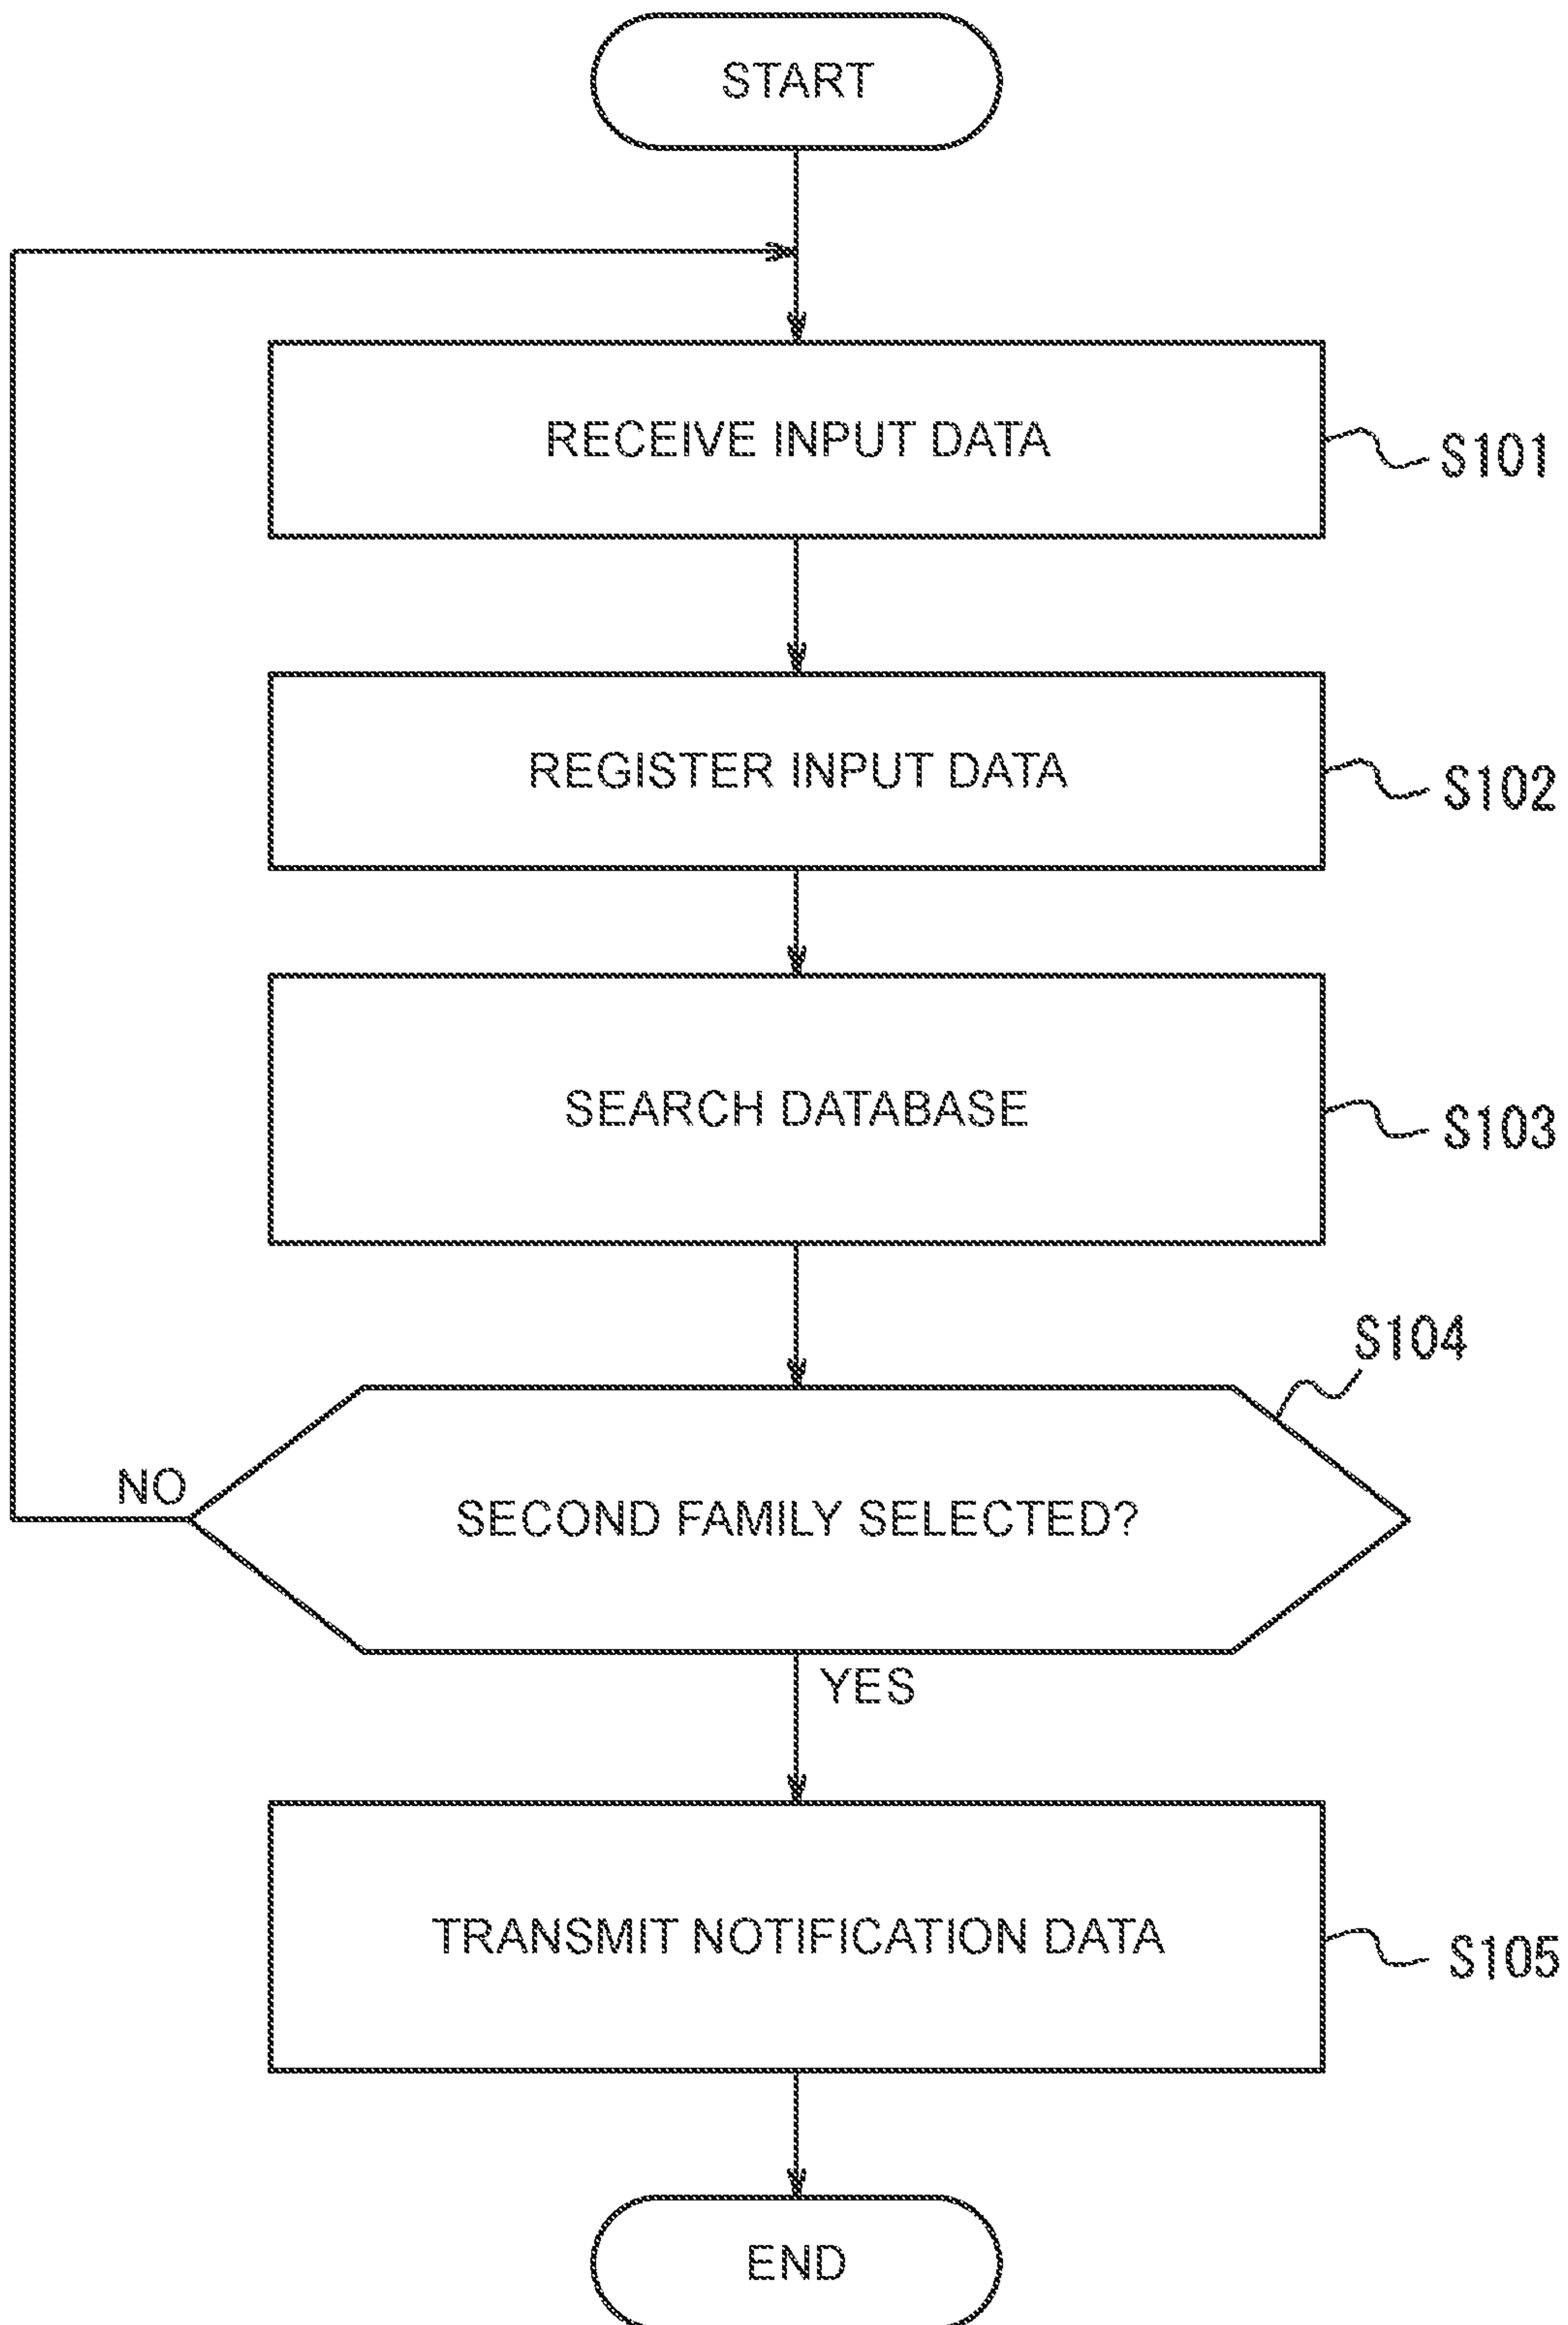 START
RECEIVE INPUT DATA
S101
REGISTER INPUT DATA
S102
SEARCH DATABASE
S103
S104
NO
SECOND FAMILY SELECTED?
YES
TRANSMIT NOTIFICATION DATA
S105
END